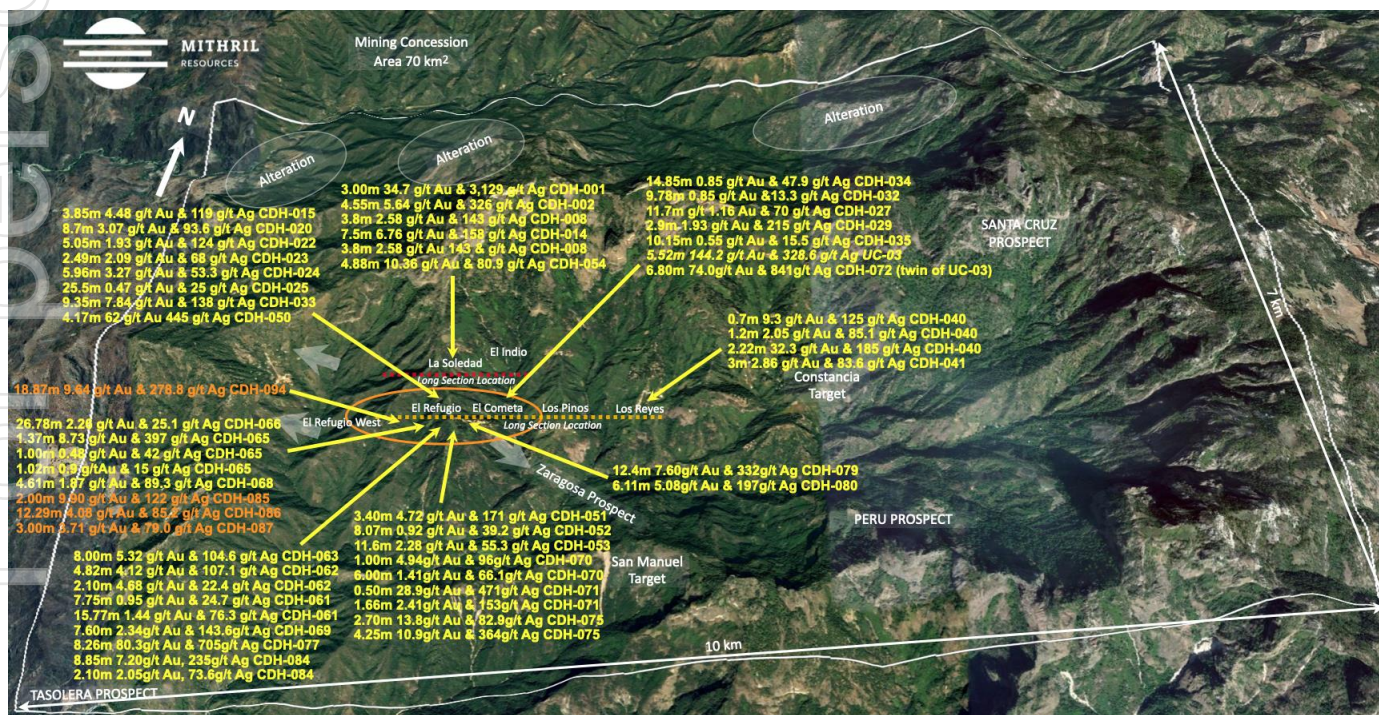 MITHRIL
RESOURCES
Mining Concession
Area 70 km²
N
Alteration
Alteration
Alteration
3.85m 4.48 g/t Au & 119 g/t Ag CDH-015
8.7m 3.07 g/t Au & 93.6 g/t Ag CDH-020
5.05m 1.93 g/t Au & 124 g/t Ag CDH-022
2.49m 2.09 g/t Au & 68 g/t Ag CDH-023
5.96m 3.27 g/t Au & 53.3 g/t Ag CDH-024
25.5m 0.47 g/t Au & 25 g/t Ag CDH-025
9.35m 7.84 g/t Au & 138 g/t Ag CDH-033
4.17m 62 g/t Au 445 g/t Ag CDH-050
3.00m 34.7 g/t Au & 3,129 g/t Ag CDH-001
4.55m 5.64 g/t Au & 326 g/t Ag CDH-002
3.8m 2.58 g/t Au & 143 g/t Ag CDH-008
7.5m 6.76 g/t Au & 158 g/t Ag CDH-014
3.8m 2.58 g/t Au 143 & g/t Ag CDH-008
4.88m 10.36 g/t Au & 80.9 g/t Ag CDH-054
14.85m 0.85 g/t Au & 47.9 g/t Ag CDH-034
9.78m 0.85 g/t Au &13.3 g/t Ag CDH-032
11.7m g/t 1.16 Au & 70 g/t Ag CDH-027
2.9m 1.93 g/t Au & 215 g/t Ag CDH-029
10.15m 0.55 g/t Au & 15.5 g/t Ag CDH-035
5.52m 144.2 g/t Au & 328.6 g/t Ag UC-03
6.80m 74.0g/t Au & 841g/t Ag CDH-072 (twin of UC-03)
SANTA CRUZ
PROSPECT
7 km
0.7m 9.3 g/t Au & 125 g/t Ag CDH-040
1.2m 2.05 g/t Au & 85.1 g/t Ag CDH-040
2.22m 32.3 g/t Au & 185 g/t Ag CDH-040
3m 2.86 g/t Au & 83.6 g/t Ag CDH-041
Constancia
Target
El Indio
La Soledad
Long Section Location
El Refugio
El Cometa
Los Pinos
Los Reyes
El Refugio West
Long Section Location
18.87m 9.64 g/t Au & 278.8 g/t Ag CDH-094
26.78m 2.26 g/t Au & 25.1 g/t Ag CDH-066
1.37m 8.73 g/t Au & 397 g/t Ag CDH-065
1.00m 0.48 g/t Au & 42 g/t Ag CDH-065
1.02m 0.9 g/tAu & 15 g/t Ag CDH-065
4.61m 1.87 g/t Au & 89.3 g/t Ag CDH-068
2.00m 9.90 g/t Au & 122 g/t Ag CDH-085
12.29m 4.08 g/t Au & 85.2 g/t Ag CDH-086
3.00m 3.71 g/t Au & 79.0 g/t Ag CDH-087
12.4m 7.60g/t Au & 332g/t Ag CDH-079
6.11m 5.08g/t Au & 197g/t Ag CDH-080
Zaragosa Prospect
PERU PROSPECT
San Manuel
Target
3.40m 4.72 g/t Au & 171 g/t Ag CDH-051
8.07m 0.92 g/t Au & 39.2 g/t Ag CDH-052
11.6m 2.28 g/t Au & 55.3 g/t Ag CDH-053
1.00m 4.94g/t Au & 96g/t Ag CDH-070
6.00m 1.41g/t Au & 66.1g/t Ag CDH-070
0.50m 28.9g/t Au & 471g/t Ag CDH-071
1.66m 2.41g/t Au & 153g/t Ag CDH-071
2.70m 13.8g/t Au & 82.9g/t Ag CDH-075
4.25m 10.9g/t Au & 364g/t Ag CDH-075
8.00m 5.32 g/t Au & 104.6 g/t Ag CDH-063
4.82m 4.12 g/t Au & 107.1 g/t Ag CDH-062
2.10m 4.68 g/t Au & 22.4 g/t Ag CDH-062
7.75m 0.95 g/t Au & 24.7 g/t Ag CDH-061
15.77m 1.44 g/t Au & 76.3 g/t Ag CDH-061
7.60m 2.34g/t Au & 143.6g/t Ag CDH-069
8.26m 80.3g/t Au & 705g/t Ag CDH-077
8.85m 7.20g/t Au, 235g/t Ag CDH-084
2.10m 2.05g/t Au, 73.6g/t Ag CDH-084
10 km
TASOLERA PROSPECT